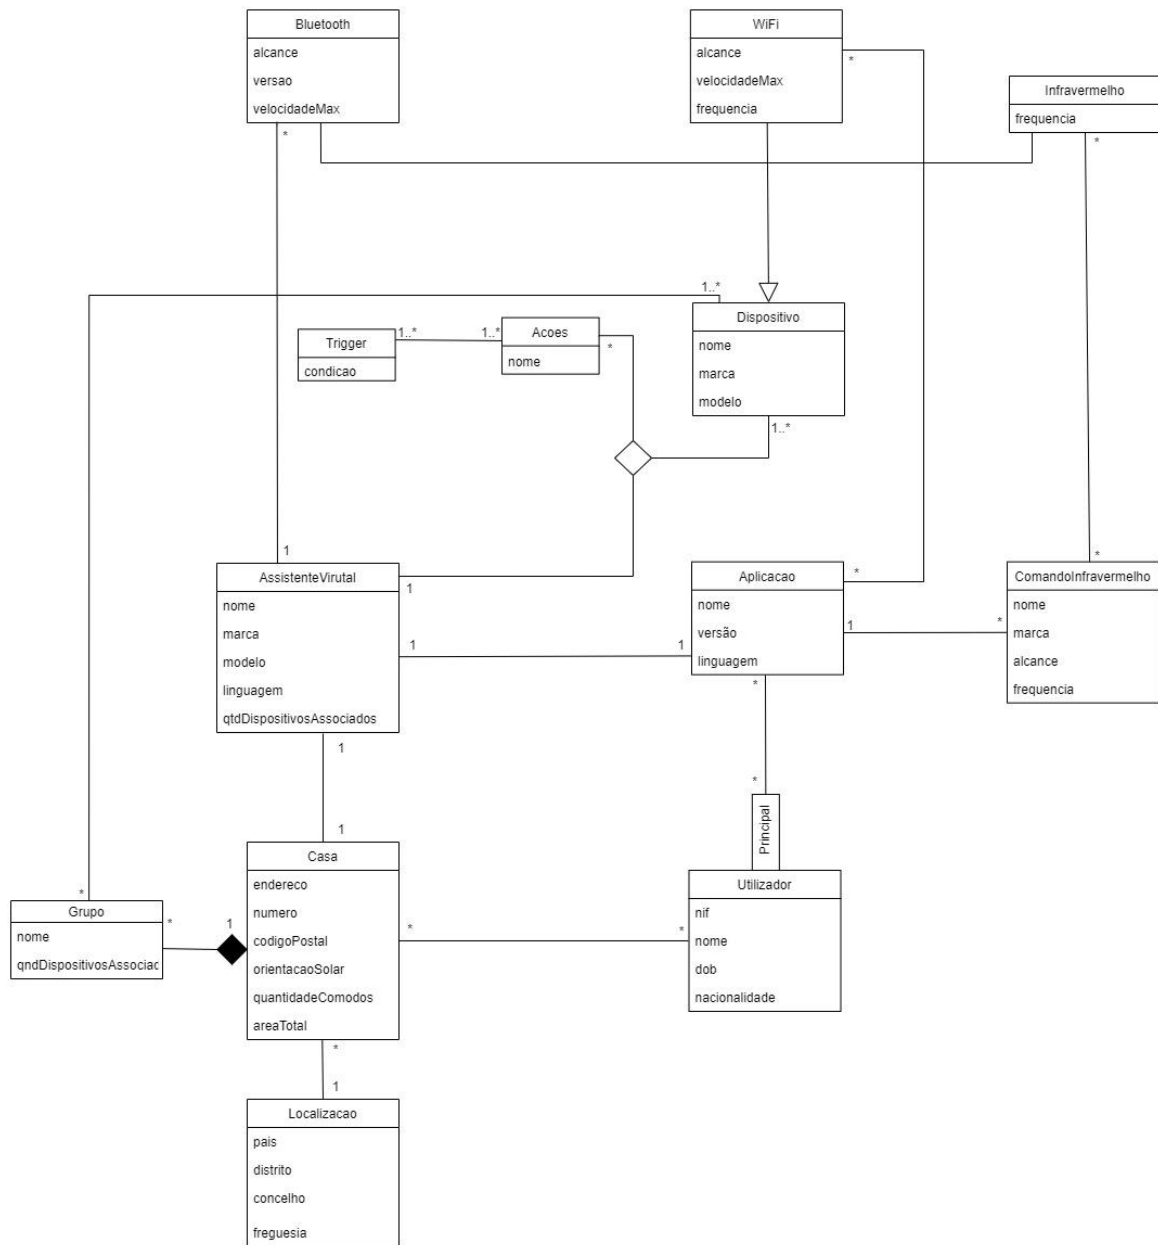 Bluetooth
alcance
versao
velocidadeMax
*
WiFi
alcance
velocidadeMax
frequencia
*
Infravermelho
frequencia
*
1..*
Dispositivo
nome
marca
modelo
1..*
Trigger
condicao
1..*
1..*
Acoes
nome
*
1
AssistenteVirutal
nome
marca
modelo
linguagem
qtdDispositivosAssociados
1
1
1
1
*
Aplicacao
nome
versão
linguagem
*
1
*
*
ComandoInfravermelho
nome
marca
alcance
frequencia
*
Principal
1
Casa
endereco
numero
codigoPostal
orientacaoSolar
quantidadeComodos
areaTotal
*
*
*
Utilizador
nif
nome
dob
nacionalidade
*
Grupo
nome
qndDispositivosAssociac
*
1
1
Localizacao
pais
distrito
concelho
freguesia